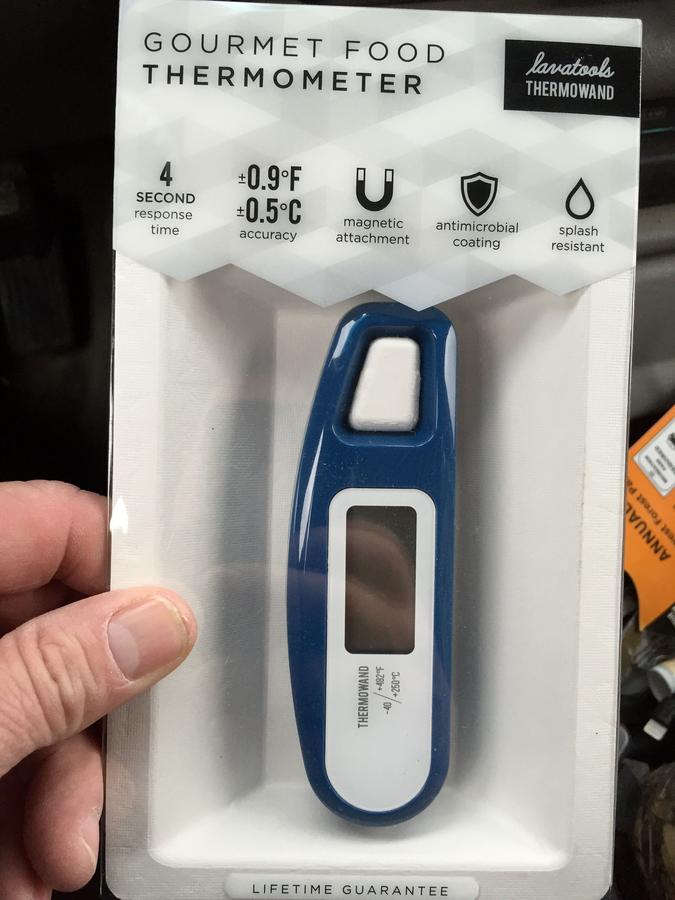 GOURMET FOOD
THERMOMETER
lavatools
THERMOWAND
4
SECOND
response
time
±0.9°F
±0.5°C
accuracy
magnetic
attachment
antimicrobial
coating
splash
resistant
THERMOWAND
-40/+482°F
/+250°C
ANNUAL
LIFETIME GUARANTEE